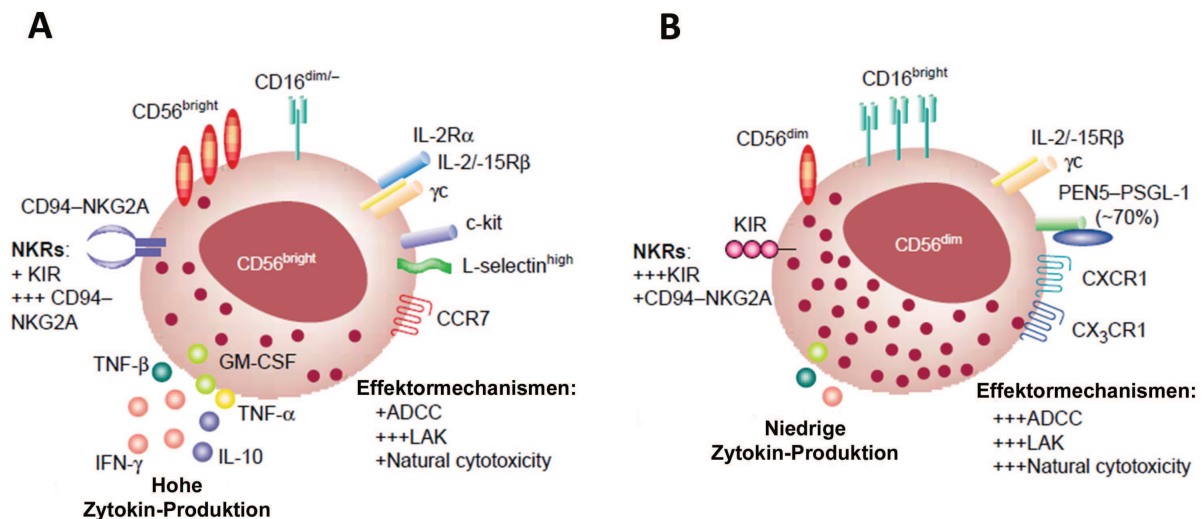 A
CD56bright
CD16dim/–
IL-2Rα
IL-2/-15Rβ
γc
c-kit
L-selectinhigh
CCR7
CD94–NKG2A
NKRs:
+ KIR
+++ CD94–
NKG2A
CD56bright
TNF-β
GM-CSF
TNF-α
IFN-γ
IL-10
Hohe
Zytokin-Produktion
Effektormechanismen:
+ADCC
+++LAK
+Natural cytotoxicity
B
CD16bright
CD56dim
IL-2/-15Rβ
γc
PEN5–PSGL-1
(~70%)
CXCR1
CX3CR1
KIR
NKRs:
+++KIR
+CD94–NKG2A
CD56dim
Niedrige
Zytokin-Produktion
Effektormechanismen:
+++ADCC
+++LAK
+++Natural cytotoxicity